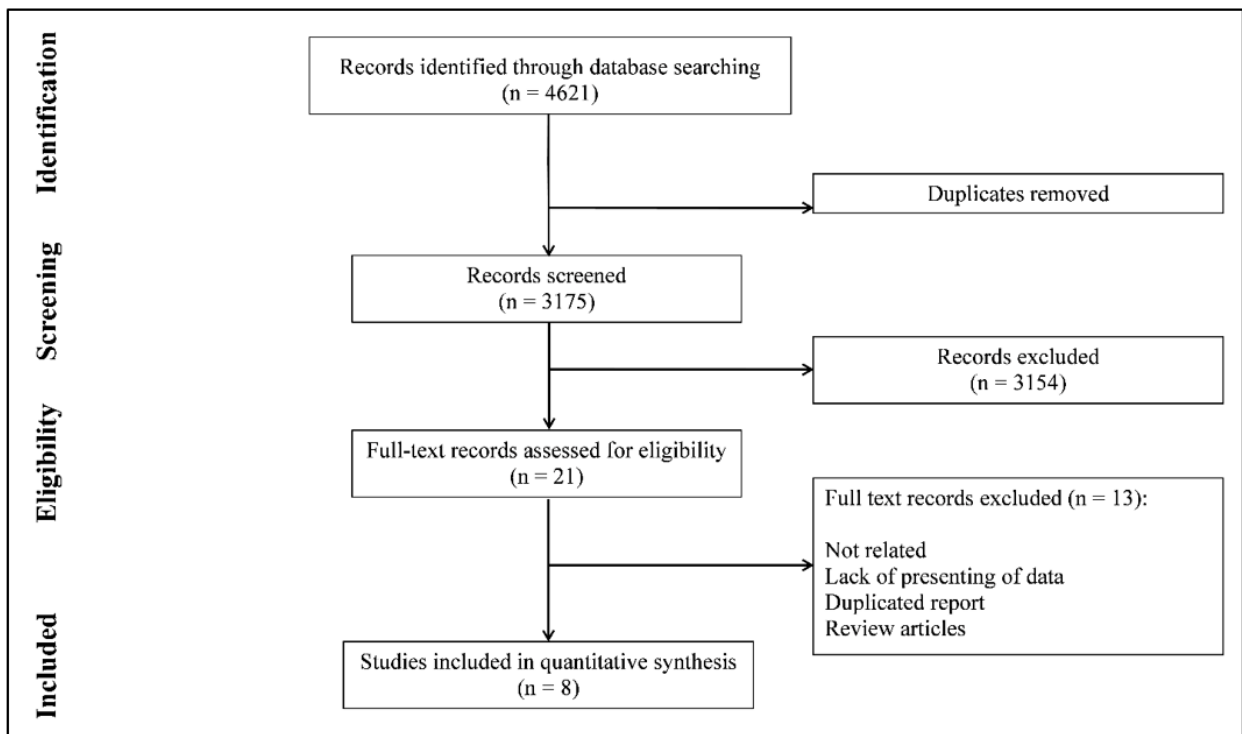 Identification
Records identified through database searching
(n = 4621)
Duplicates removed
Screening
Records screened
(n = 3175)
Records excluded
(n = 3154)
Eligibility
Full-text records assessed for eligibility
(n = 21)
Full text records excluded (n = 13):
Not related
Lack of presenting of data
Duplicated report
Review articles
Included
Studies included in quantitative synthesis
(n = 8)